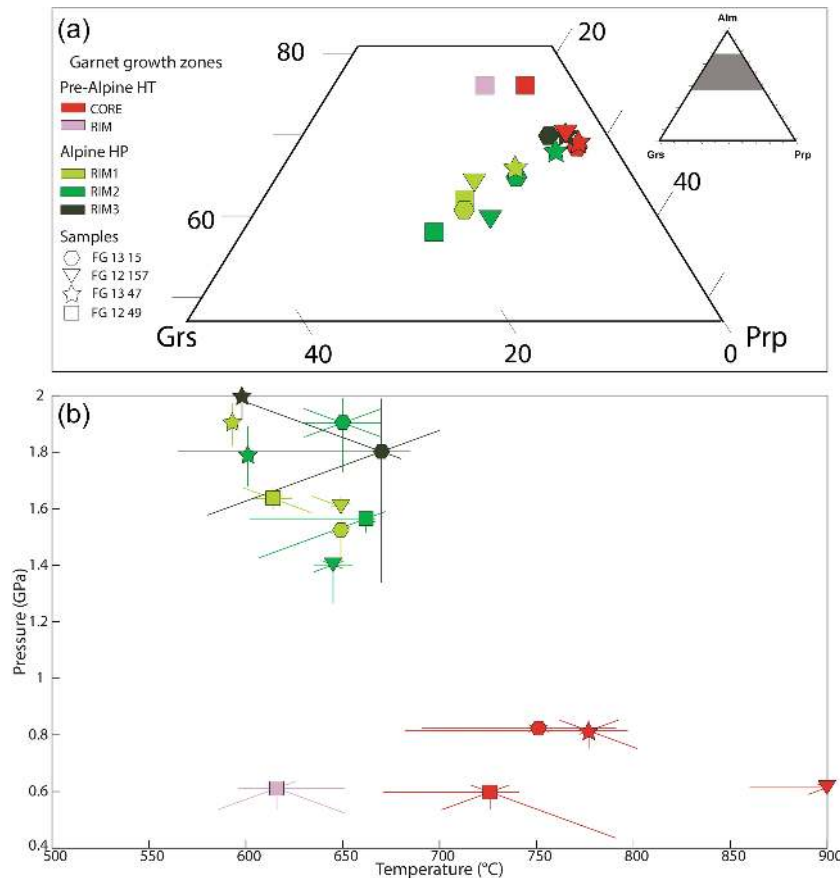 (a)
Garnet growth zones
Pre-Alpine HT
CORE
RIM
Alpine HP
RIM1
RIM2
RIM3
Samples
FG 13 15
FG 12 157
FG 13 47
FG 12 49
80
60
20
40
Grs
40
20
0
Prp
Alm
Grs
Prp
(b)
Pressure (GPa)
2
1.8
1.6
1.4
1.2
1
0.8
0.6
0.4
500
550
600
650
700
750
800
850
900
Temperature (°C)